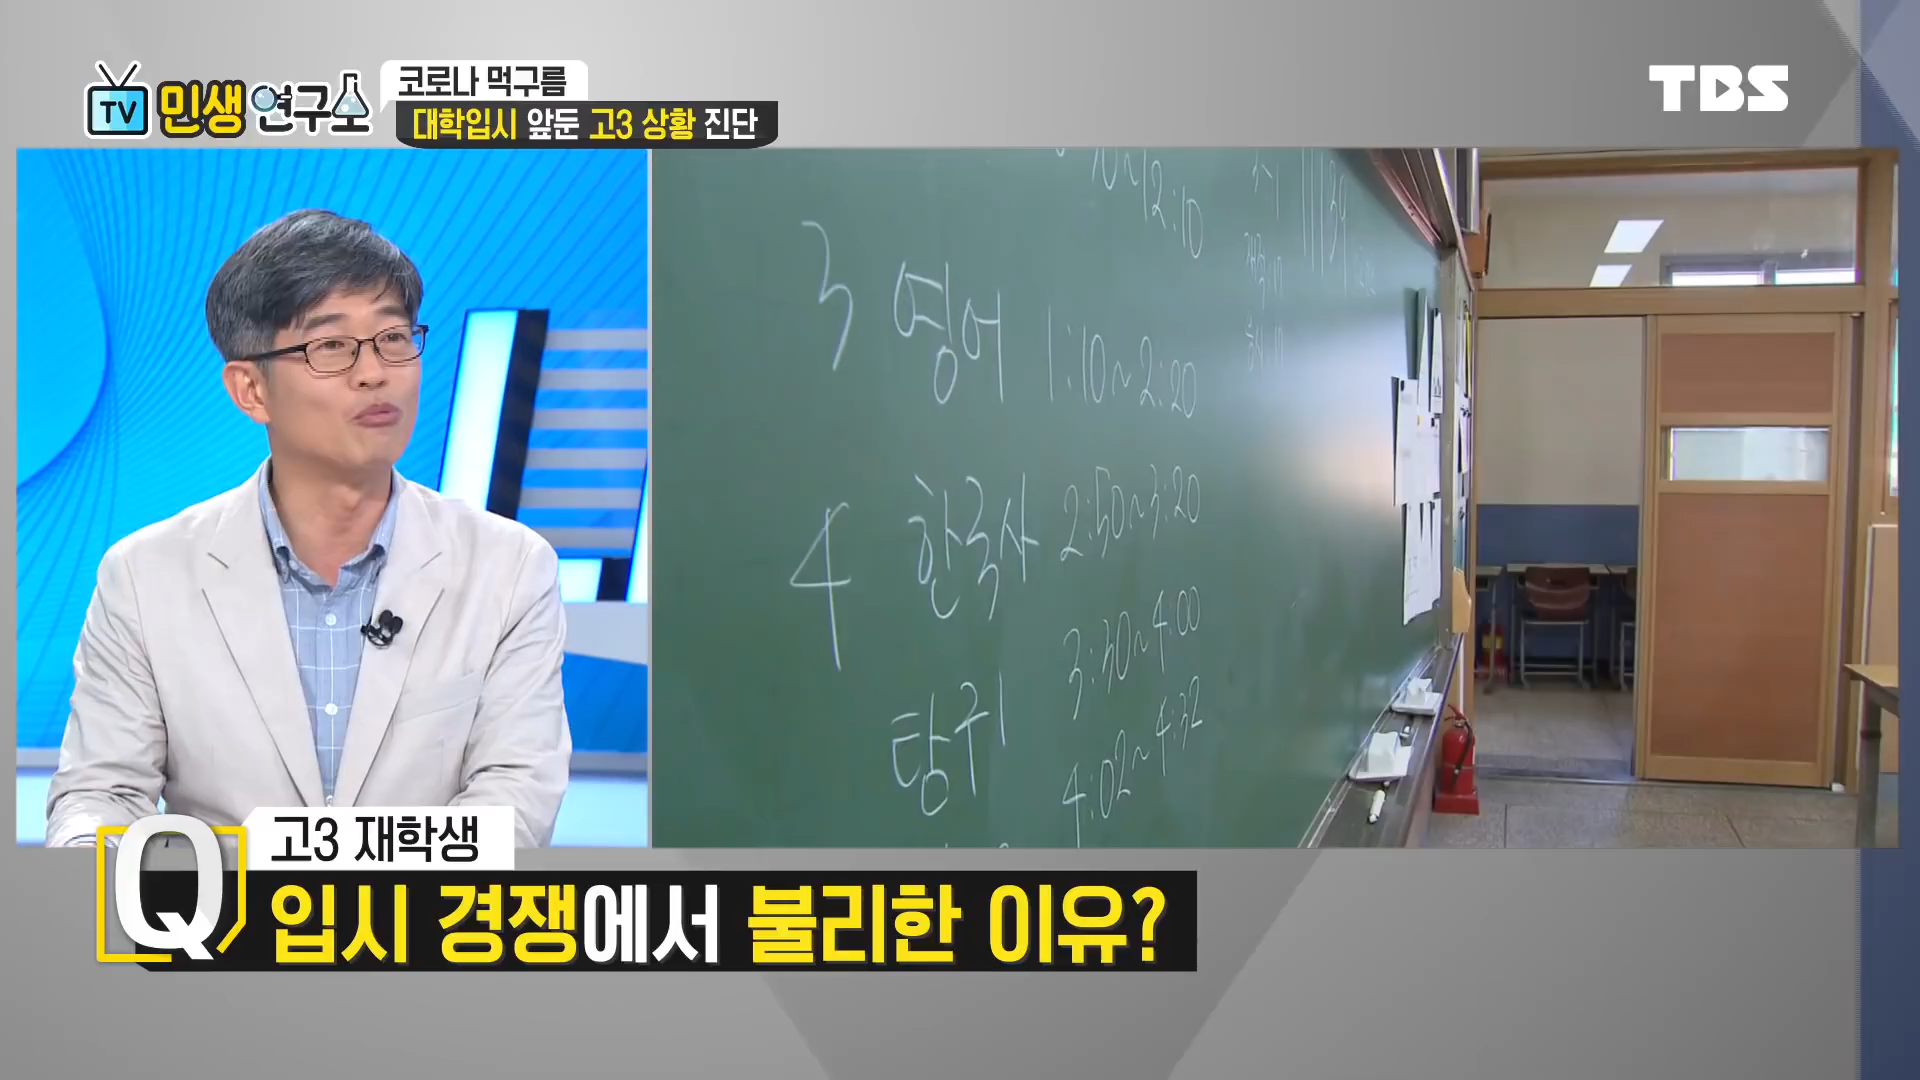 TV 민생연구소
코로나 먹구름
대학입시 앞둔 고3 상황 진단
TBS
12:10
3 영어 1:10~2:20
4 한국사 2:50~3:20
탐구 3:30~4:00
4:02~4:32
Q
고3 재학생
입시 경쟁에서 불리한 이유?